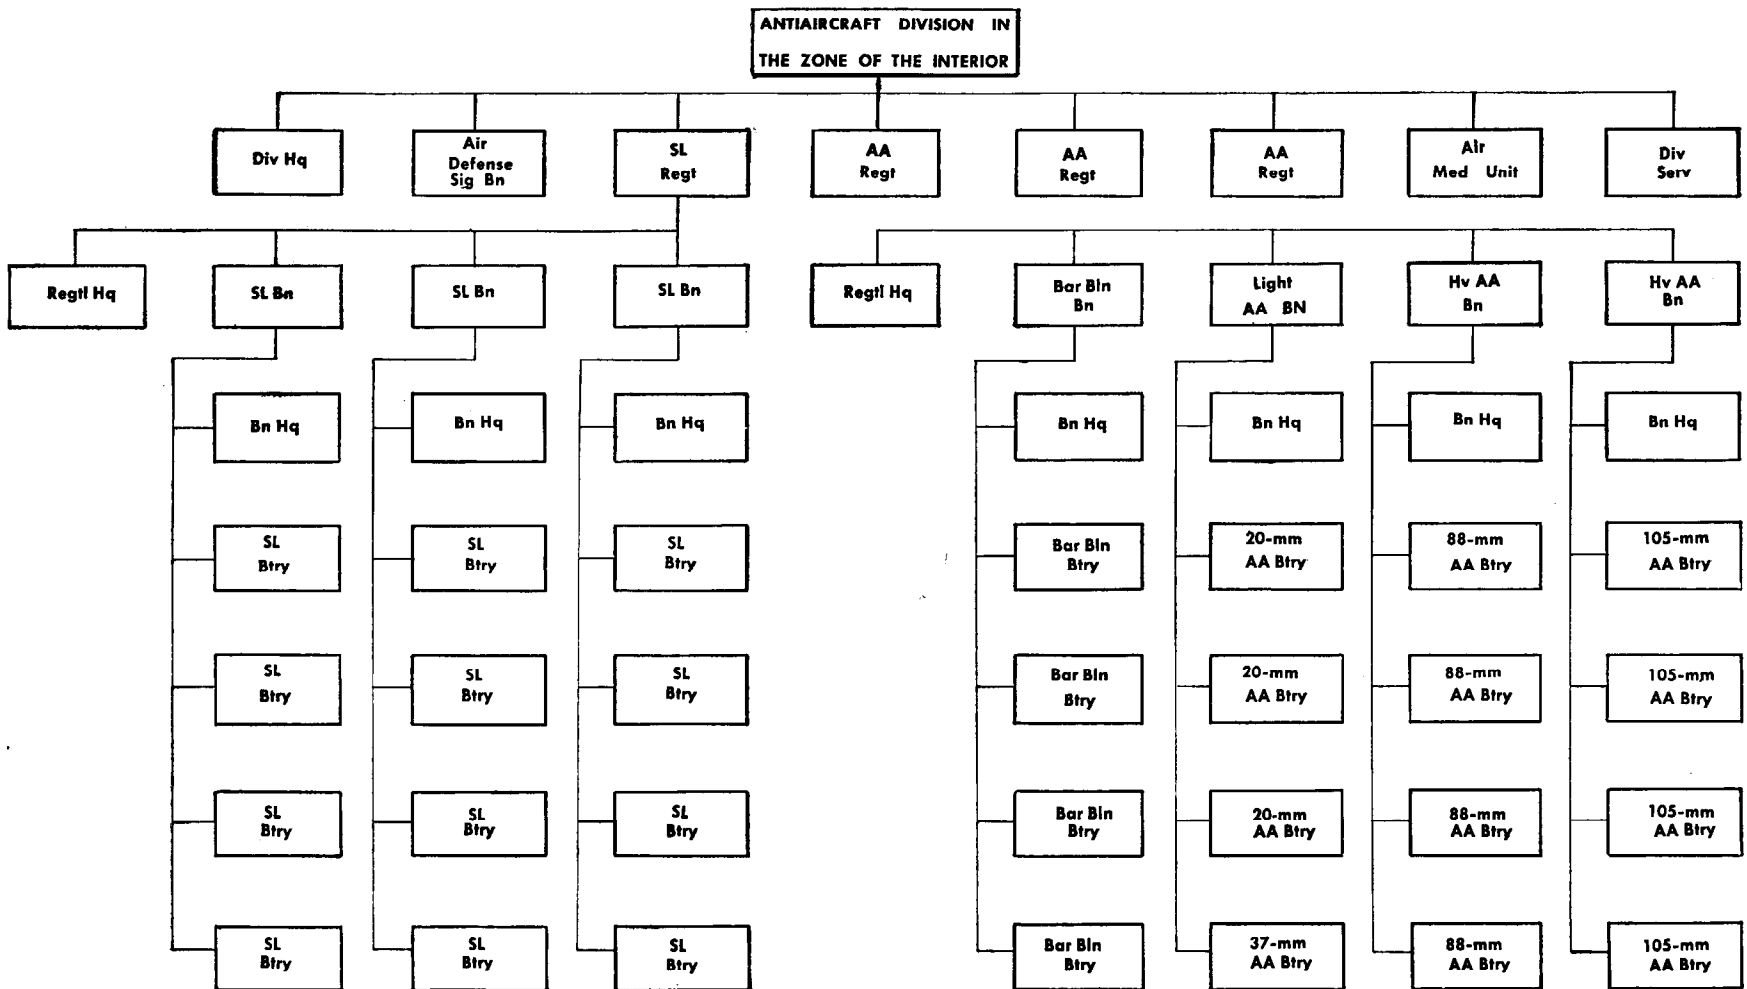 ANTIAIRCRAFT DIVISION IN
THE ZONE OF THE INTERIOR
Div Hq
Air
Defense
Sig Bn
SL
Regt
AA
Regt
AA
Regt
AA
Regt
Air
Med Unit
Div
Serv
Regtl Hq
SL Bn
SL Bn
SL Bn
Regtl Hq
Bar Bln
Bn
Light
AA BN
Hv AA
Bn
Hv AA
Bn
Bn Hq
Bn Hq
Bn Hq
Bn Hq
Bn Hq
Bn Hq
Bn Hq
SL
Btry
SL
Btry
SL
Btry
Bar Bln
Btry
20-mm
AA Btry
88-mm
AA Btry
105-mm
AA Btry
SL
Btry
SL
Btry
SL
Btry
Bar Bln
Btry
20-mm
AA Btry
88-mm
AA Btry
105-mm
AA Btry
SL
Btry
SL
Btry
SL
Btry
Bar Bln
Btry
20-mm
AA Btry
88-mm
AA Btry
105-mm
AA Btry
SL
Btry
SL
Btry
SL
Btry
Bar Bln
Btry
37-mm
AA Btry
88-mm
AA Btry
105-mm
AA Btry